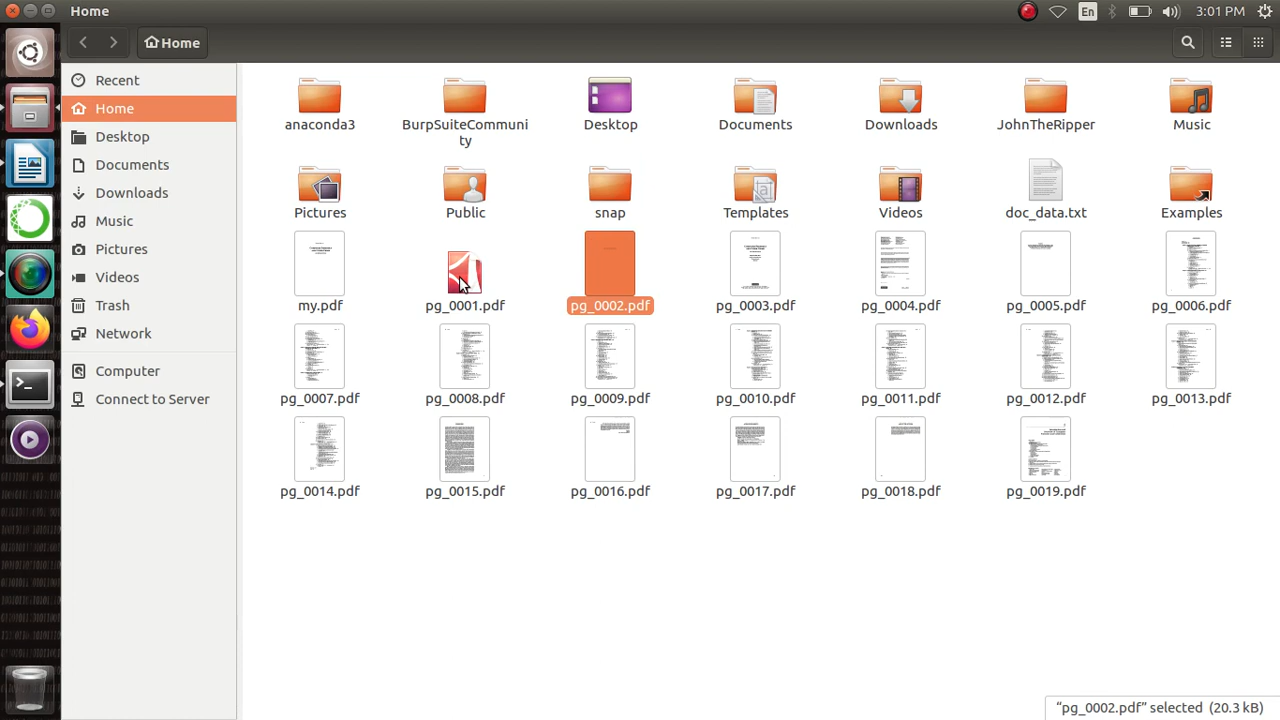 Home
En
3:01 PM
Home
Recent
Home
Desktop
Documents
Downloads
Music
Pictures
Videos
Trash
Network
Computer
Connect to Server
anaconda3
BurpSuiteCommuni
ty
Desktop
Documents
Downloads
JohnTheRipper
Music
Pictures
Public
snap
Templates
Videos
doc_data.txt
Examples
my.pdf
pg_0001.pdf
pg_0002.pdf
pg_0003.pdf
pg_0004.pdf
pg_0005.pdf
pg_0006.pdf
pg_0007.pdf
pg_0008.pdf
pg_0009.pdf
pg_0010.pdf
pg_0011.pdf
pg_0012.pdf
pg_0013.pdf
pg_0014.pdf
pg_0015.pdf
pg_0016.pdf
pg_0017.pdf
pg_0018.pdf
pg_0019.pdf
“pg_0002.pdf” selected (20.3 kB)